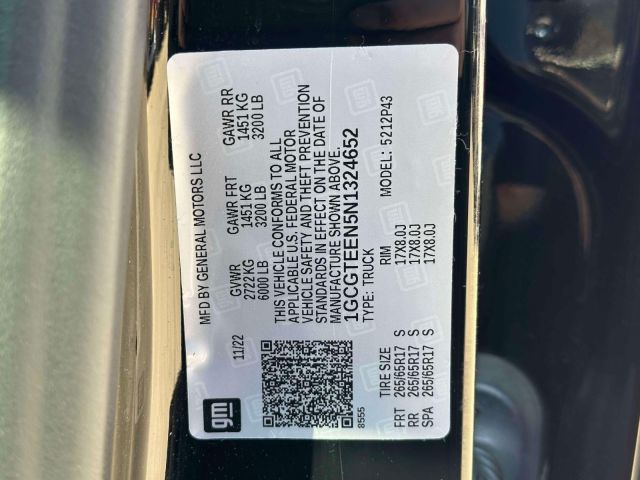 gm
MFD BY GENERAL MOTORS LLC
11/22 GVWR GAWR FRT GAWR RR
2722 KG 1451 KG 1451 KG
6000 LB 3200 LB 3200 LB
THIS VEHICLE CONFORMS TO ALL
APPLICABLE U.S. FEDERAL MOTOR
VEHICLE SAFETY AND THEFT PREVENTION
STANDARDS IN EFFECT ON THE DATE OF
MANUFACTURE SHOWN ABOVE.
1GCGTEEN5N1324652
8555 TYPE: TRUCK MODEL: 5212P43
TIRE SIZE RIM
FRT 265/65R17 S 17X8.0J
RR 265/65R17 S 17X8.0J
SPA 265/65R17 S 17X8.0J